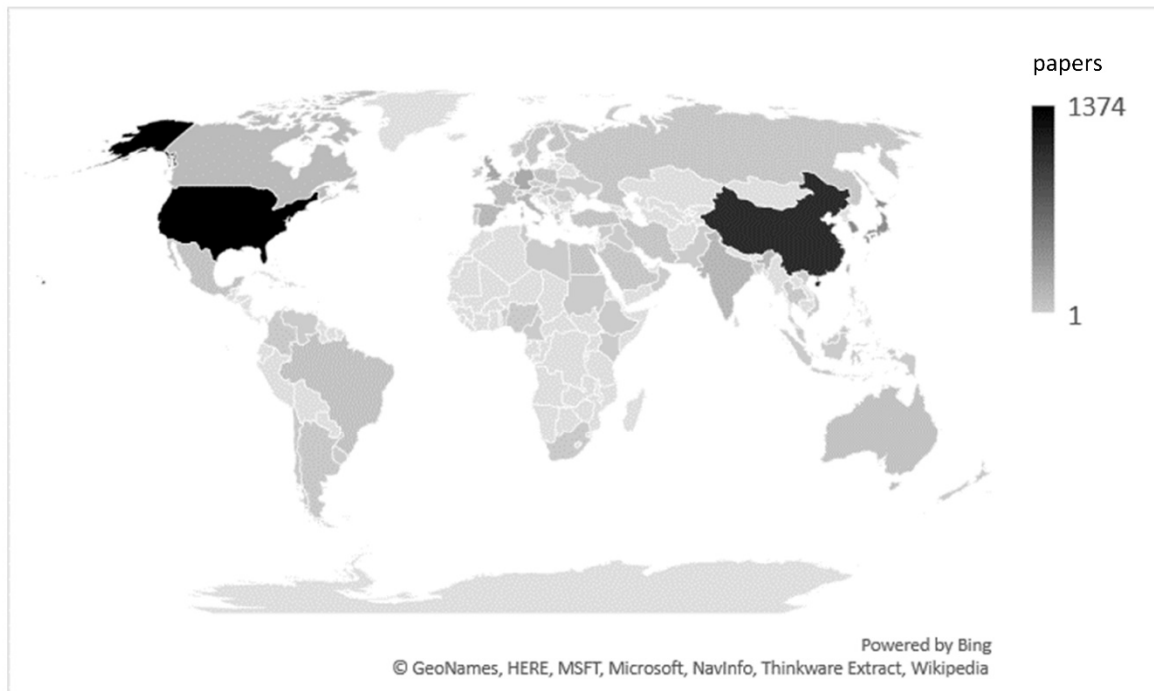 papers
1374
1
Powered by Bing
© GeoNames, HERE, MSFT, Microsoft, NavInfo, Thinkware Extract, Wikipedia